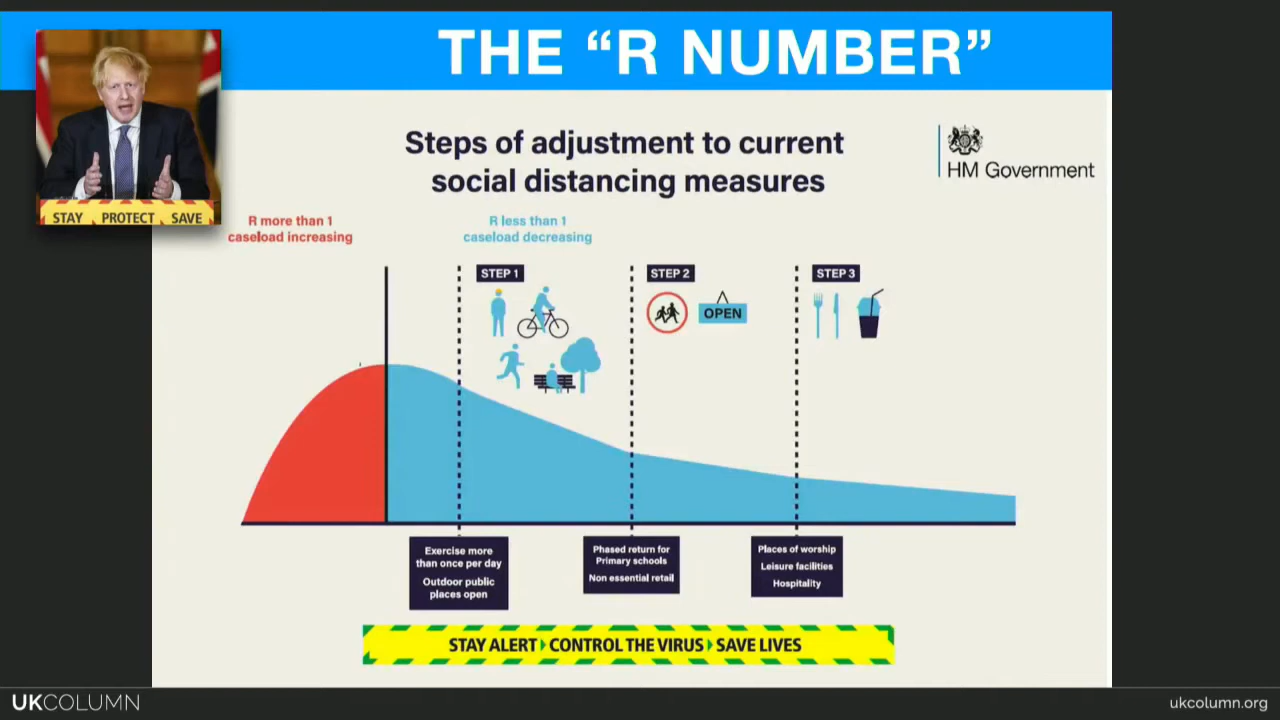 THE “R NUMBER”
STAY PROTECT SAVE
Steps of adjustment to current
social distancing measures
HM Government
R more than 1
caseload increasing
R less than 1
caseload decreasing
STEP 1
STEP 2
STEP 3
OPEN
Exercise more
than once per day
Outdoor public
places open
Phased return for
Primary schools
Non essential retail
Places of worship
Leisure facilities
Hospitality
STAY ALERT CONTROL THE VIRUS SAVE LIVES
UKCOLUMN
ukcolumn.org